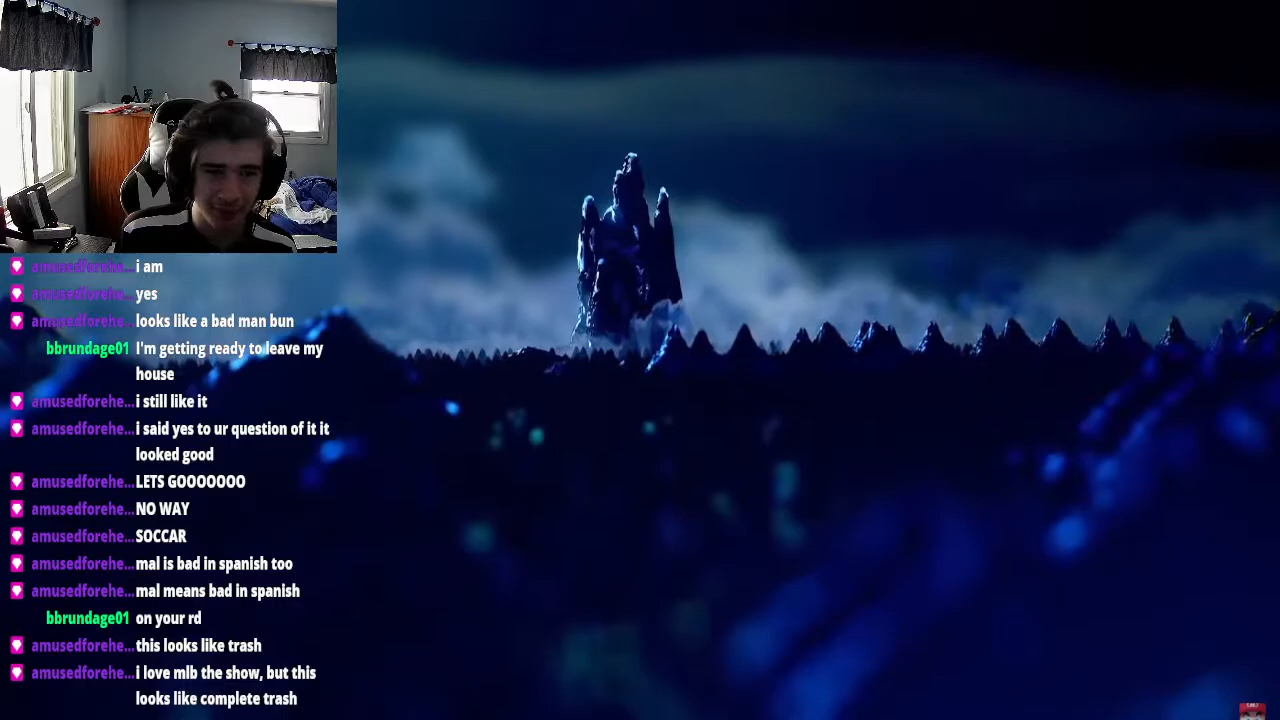 amusedforehe... i am
amusedforehe... yes
amusedforehe... looks like a bad man bun
bbrundage01 I'm getting ready to leave my
house
amusedforehe... i still like it
amusedforehe... i said yes to ur question of it it
looked good
amusedforehe... LETS GOOOOOOO
amusedforehe... NO WAY
amusedforehe... SOCCAR
amusedforehe... mal is bad in spanish too
amusedforehe... mal means bad in spanish
bbrundage01 on your rd
amusedforehe... this looks like trash
amusedforehe... i love mlb the show, but this
looks like complete trash